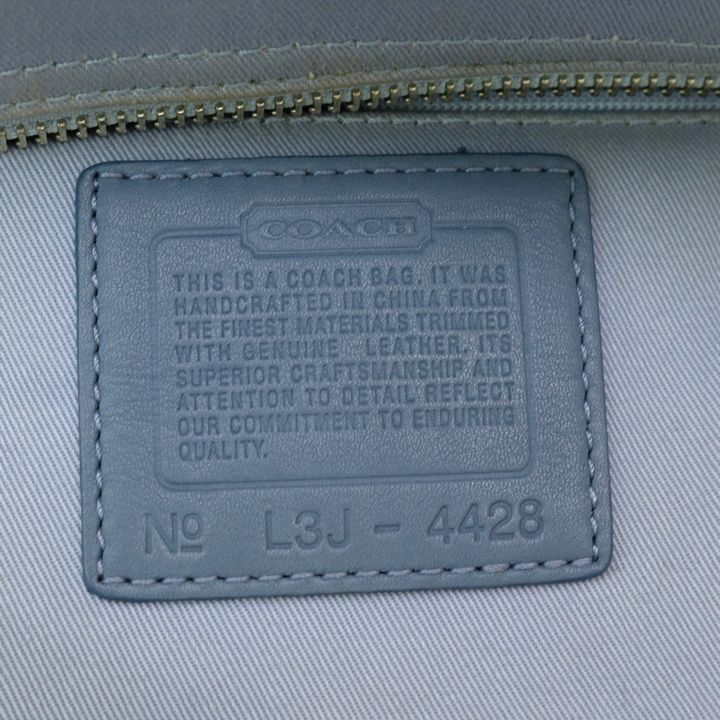 COACH
THIS IS A COACH BAG. IT WAS
HANDCRAFTED IN CHINA FROM
THE FINEST MATERIALS TRIMMED
WITH GENUINE LEATHER. ITS
SUPERIOR CRAFTSMANSHIP AND
ATTENTION TO DETAIL REFLECT
OUR COMMITMENT TO ENDURING
QUALITY.
Nº L3J - 4428